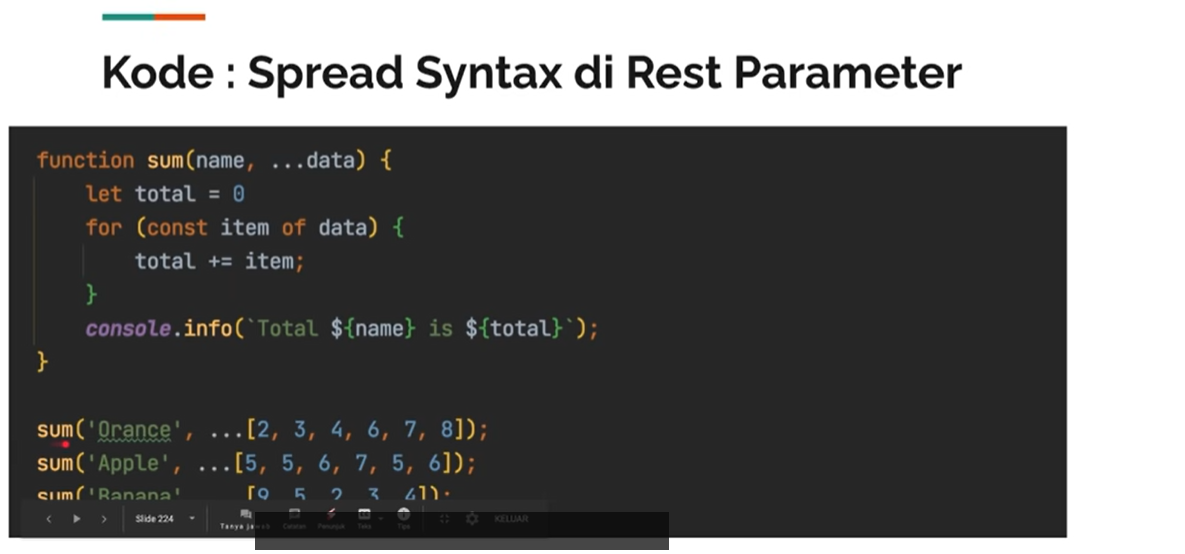 Kode : Spread Syntax di Rest Parameter
function sum(name, ...data) {
let total = 0
for (const item of data) {
total += item;
}
console.info(`Total ${name} is ${total}`);
}
sum('Orance', ...[2, 3, 4, 6, 7, 8]);
sum('Apple', ...[5, 5, 6, 7, 5, 6]);
sum('Banana' [9, 5, 2, 3, 4]);
Slide 224 Tanya jawab Catatan Penunjuk Teks Tips KELUAR